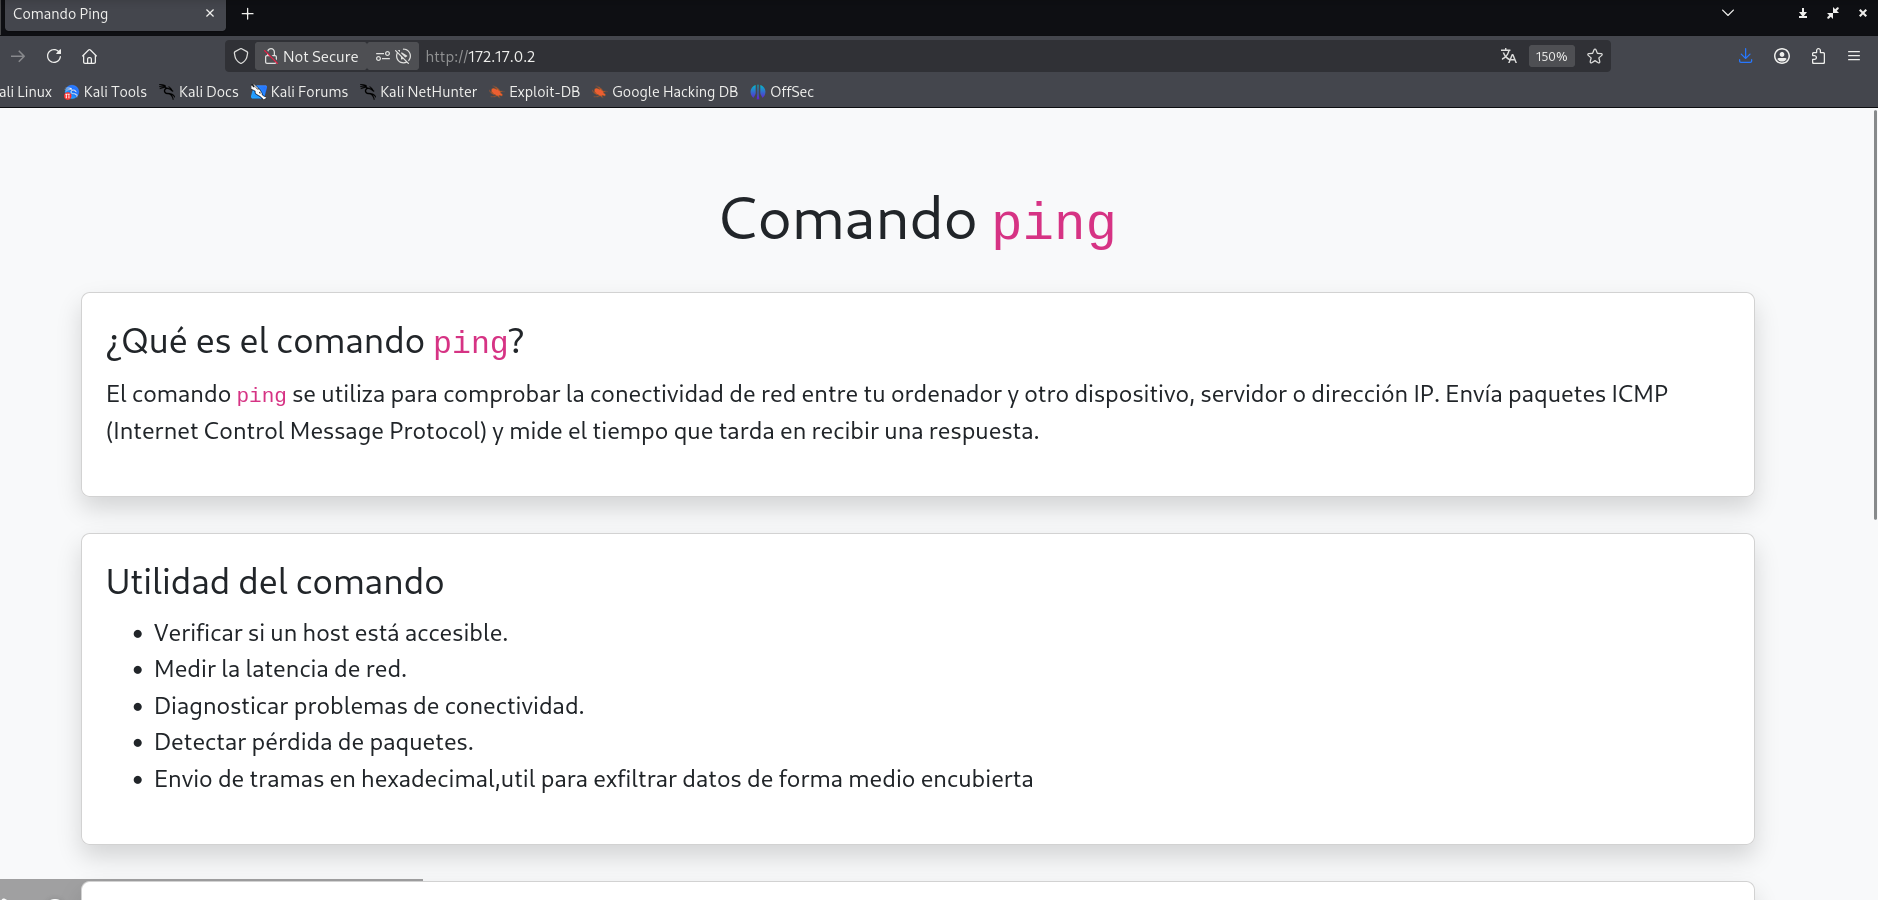 Comando Ping
Not Secure
http://172.17.0.2
150%
ali Linux
Kali Tools
Kali Docs
Kali Forums
Kali NetHunter
Exploit-DB
Google Hacking DB
OffSec
Comando ping
¿Qué es el comando ping?
El comando ping se utiliza para comprobar la conectividad de red entre tu ordenador y otro dispositivo, servidor o dirección IP. Envía paquetes ICMP
(Internet Control Message Protocol) y mide el tiempo que tarda en recibir una respuesta.
Utilidad del comando
• Verificar si un host está accesible.
• Medir la latencia de red.
• Diagnosticar problemas de conectividad.
• Detectar pérdida de paquetes.
• Envio de tramas en hexadecimal,util para exfiltrar datos de forma medio encubierta